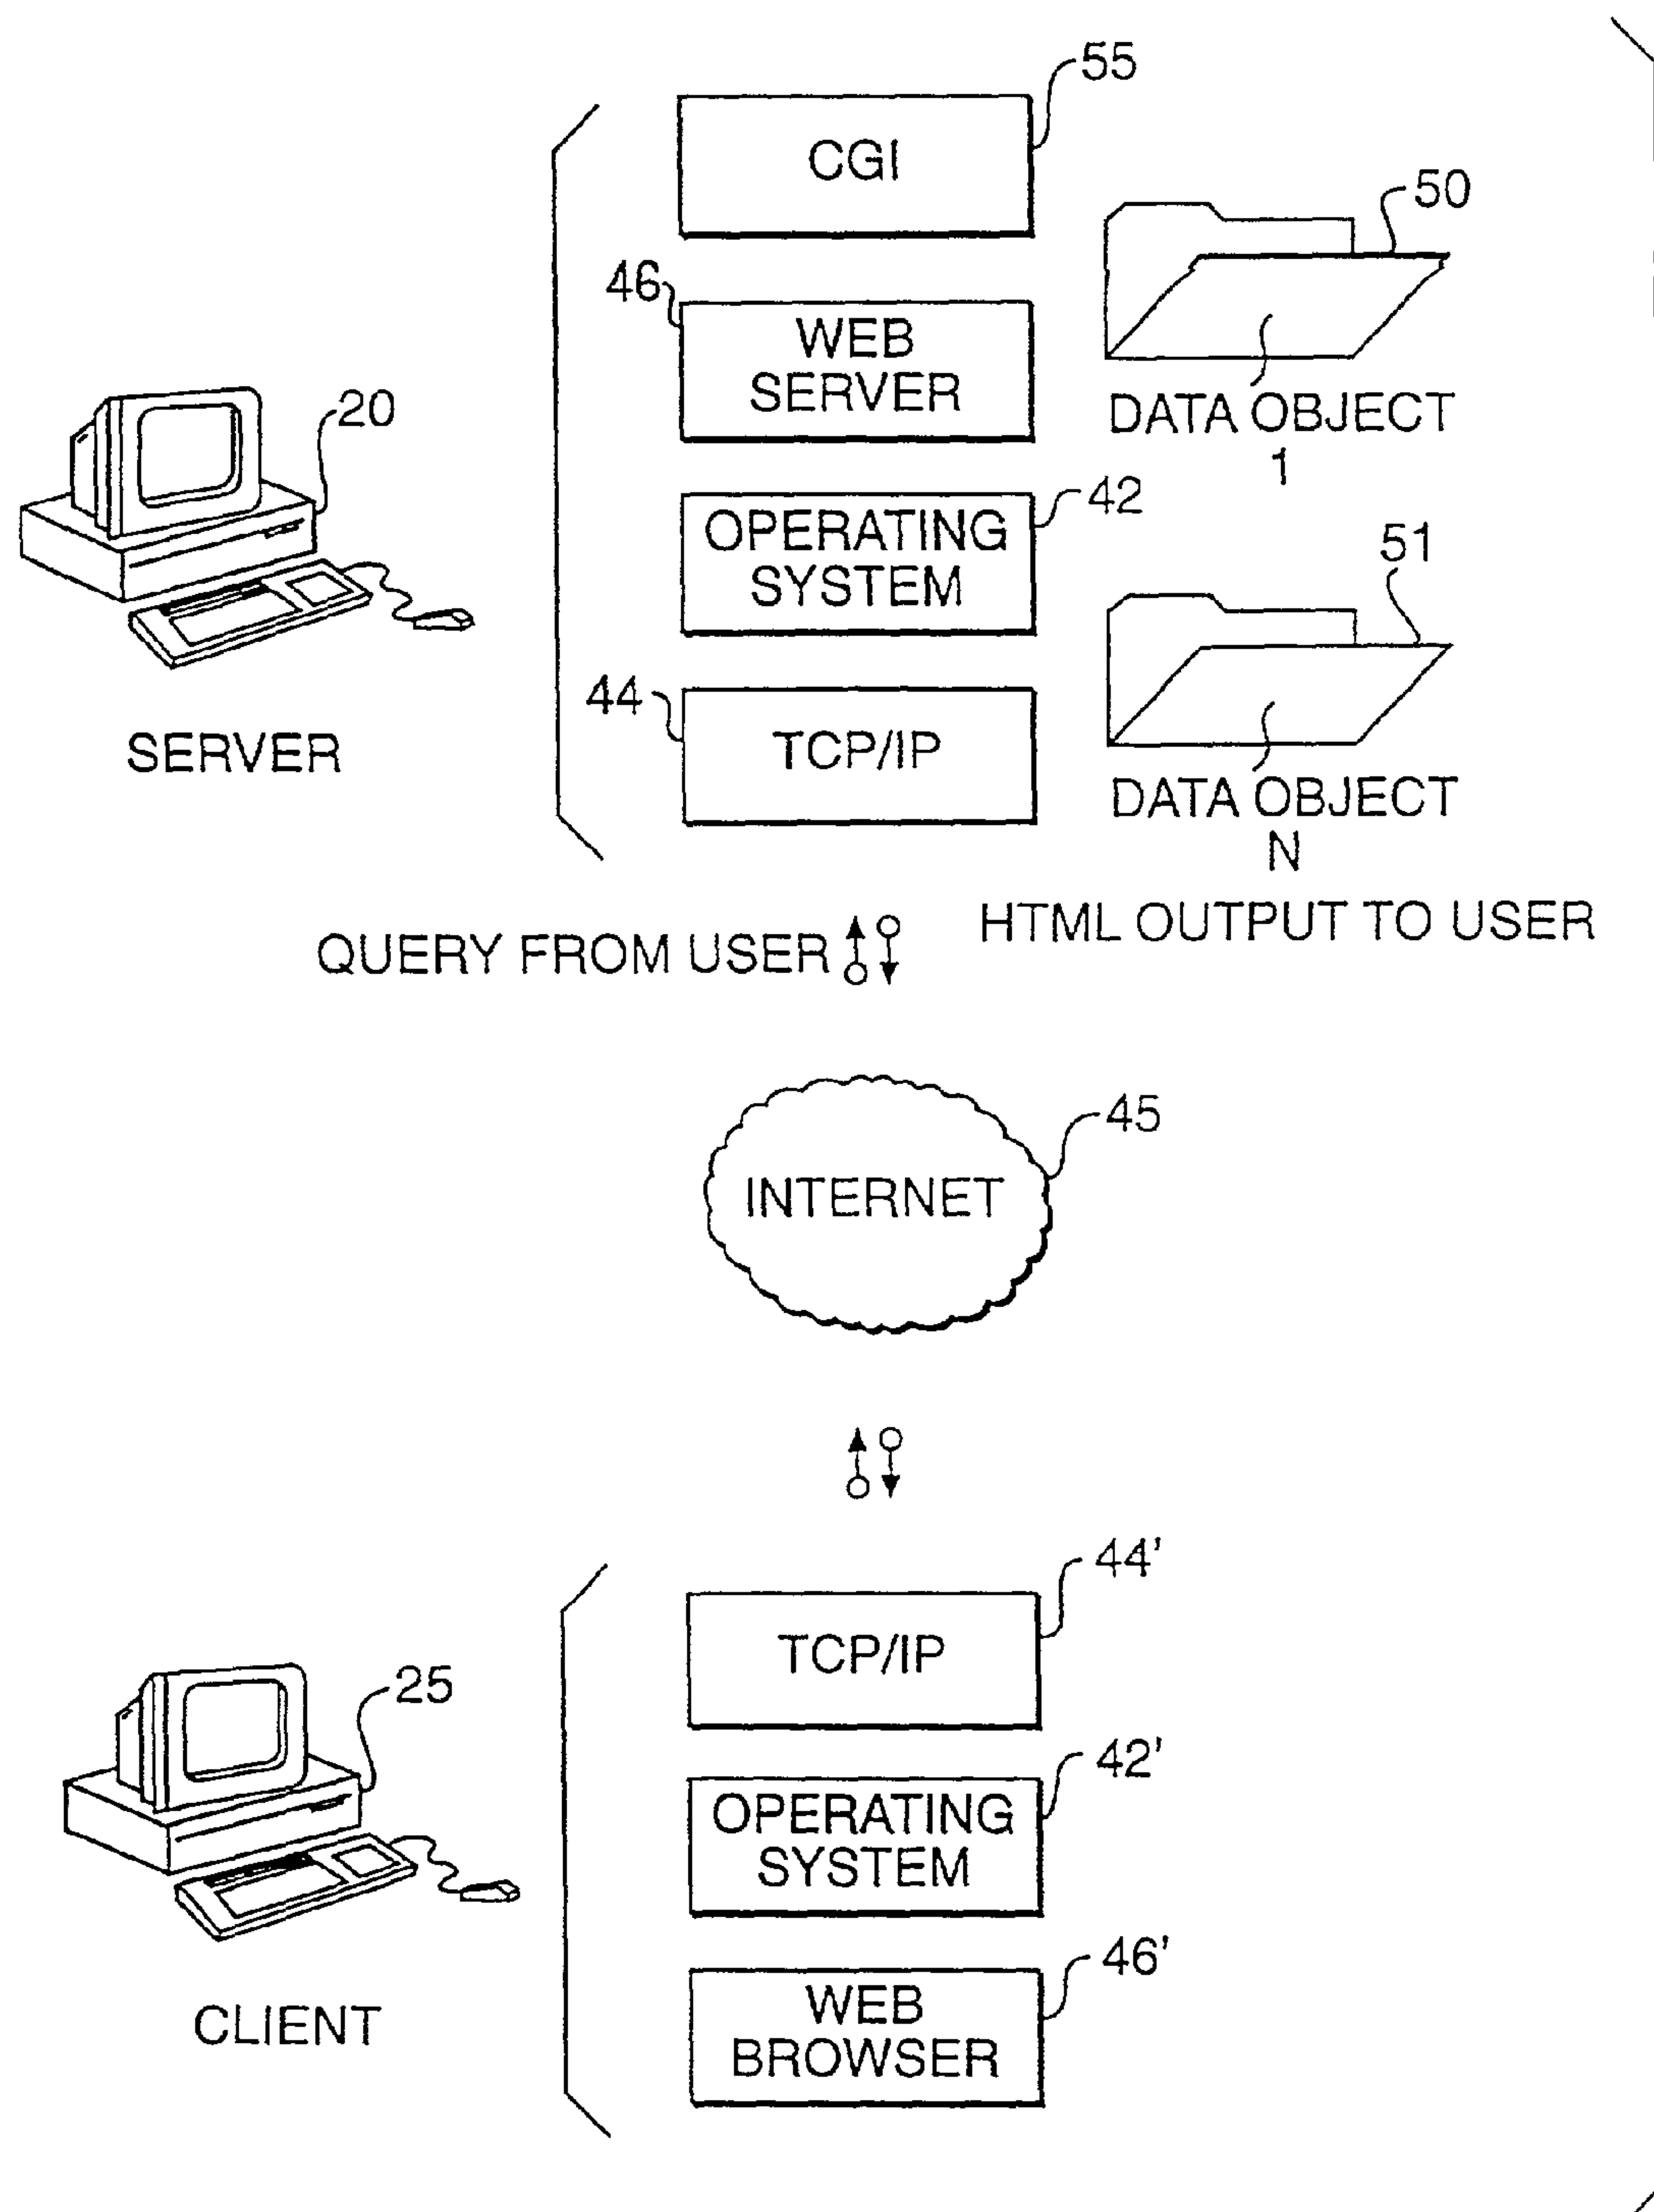 55
CGI
50
46
WEB
SERVER
DATA OBJECT
1
20
42
OPERATING
SYSTEM
51
44
TCP/IP
SERVER
DATA OBJECT
N
QUERY FROM USER
HTML OUTPUT TO USER
45
INTERNET
44'
TCP/IP
25
42'
OPERATING
SYSTEM
46'
WEB
BROWSER
CLIENT